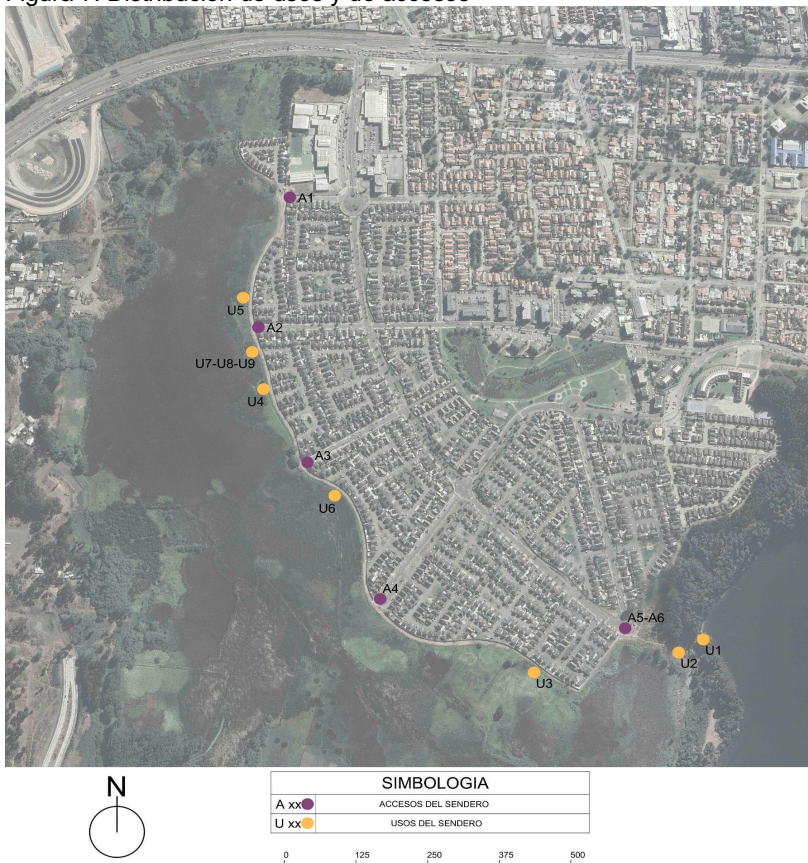 Figura 1. Distribución de usos y de accesos
A1
U5
A2
U7-U8-U9
U4
A3
U6
A4
A5-A6
U1
U2
U3
N
SIMBOLOGIA
A xx ACCESOS DEL SENDERO
U xx USOS DEL SENDERO
0 125 250 375 500